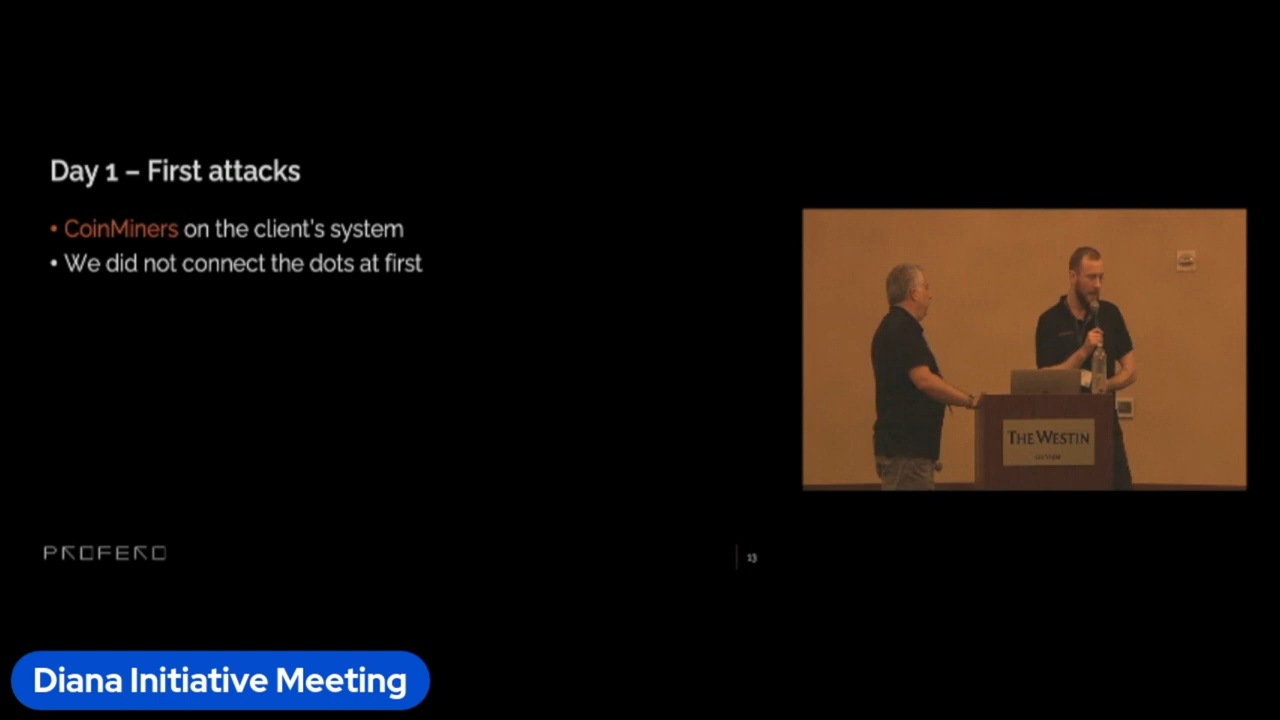 Day 1 – First attacks
• CoinMiners on the client's system
• We did not connect the dots at first
THE WESTIN
PROFERO
13
Diana Initiative Meeting